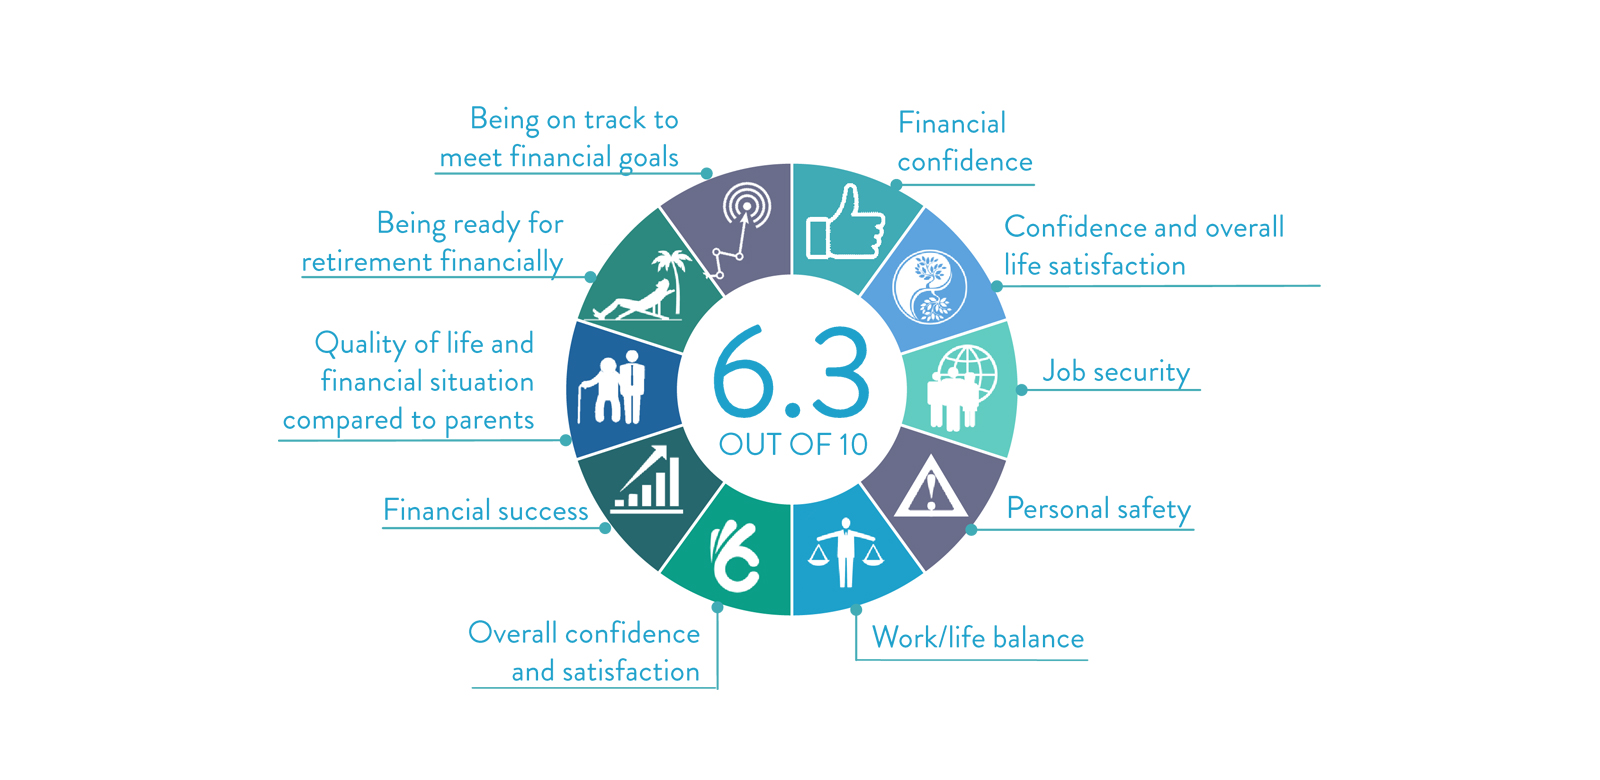 Being on track to
meet financial goals
Financial
confidence
Being ready for
retirement financially
Confidence and overall
life satisfaction
Quality of life and
financial situation
compared to parents
6.3
OUT OF 10
Job security
Financial success
Personal safety
Overall confidence
and satisfaction
Work/life balance